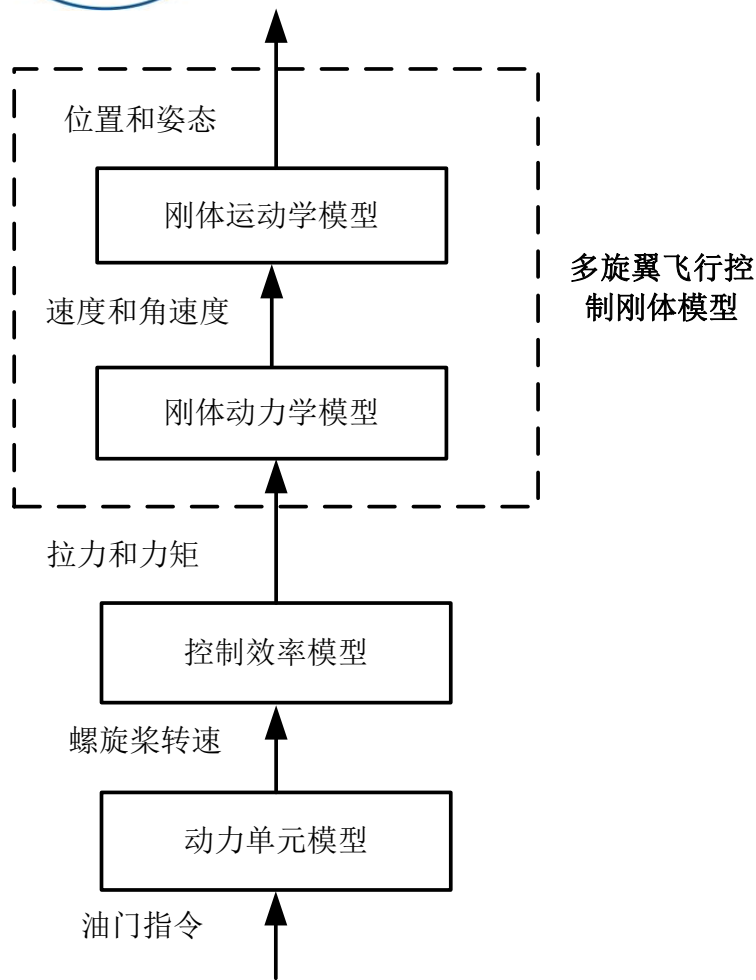 位置和姿态
刚体运动学模型
速度和角速度
刚体动力学模型
多旋翼飞行控
制刚体模型
拉力和力矩
控制效率模型
螺旋桨转速
动力单元模型
油门指令